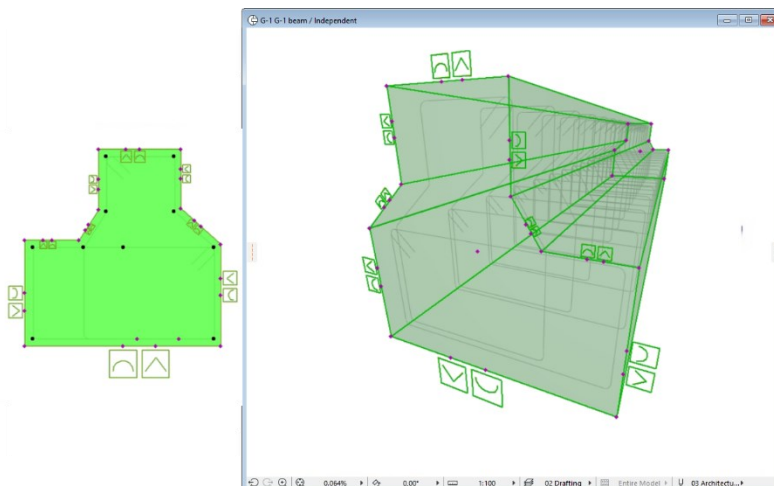 G-1 G-1 beam / Independent
0.064% 0.00° 1:100 02 Drafting Entire Model 03 Architectu...